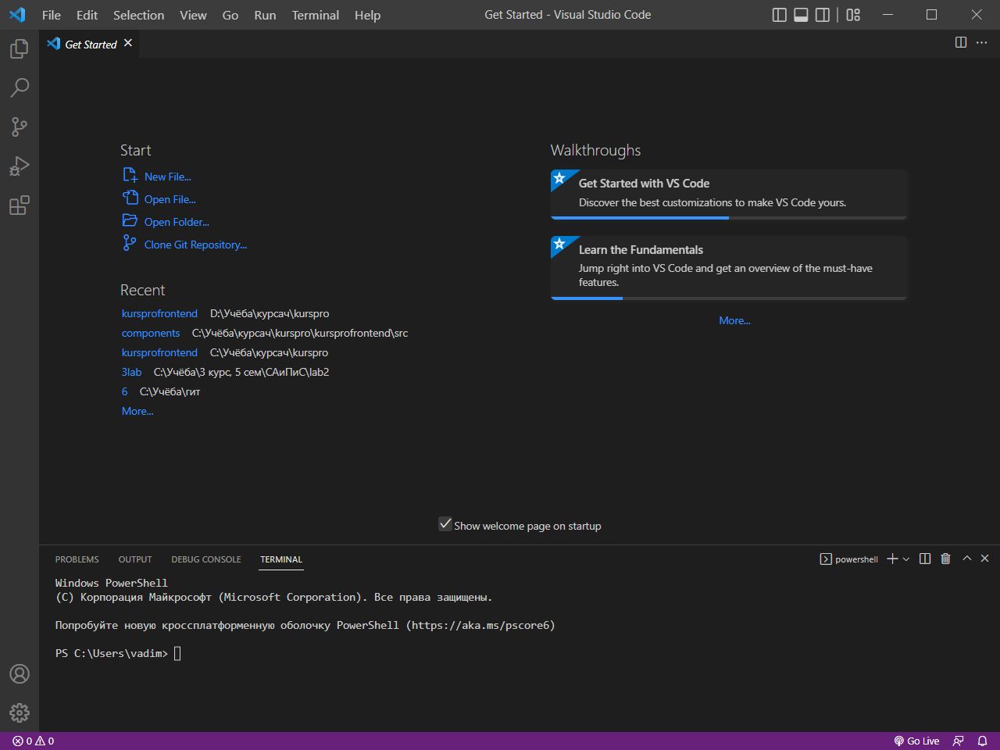 File Edit Selection View Go Run Terminal Help Get Started - Visual Studio Code
Get Started
Start
New File...
Open File...
Open Folder...
Clone Git Repository...
Recent
kursprofrontend D:\Учёба\курсач\kurspro
components C:\Учёба\курсач\kurspro\kursprofrontend\src
kursprofrontend C:\Учёба\курсач\kurspro
3lab C:\Учёба\3 курс, 5 сем\САиПиС\lab2
6 C:\Учёба\гит
More...
Walkthroughs
Get Started with VS Code
Discover the best customizations to make VS Code yours.
Learn the Fundamentals
Jump right into VS Code and get an overview of the must-have
features.
More...
Show welcome page on startup
PROBLEMS OUTPUT DEBUG CONSOLE TERMINAL powershell
Windows PowerShell
(C) Корпорация Майкрософт (Microsoft Corporation). Все права защищены.
Попробуйте новую кроссплатформенную оболочку PowerShell (https://aka.ms/pscore6)
PS C:\Users\vadim>
0 0 Go Live